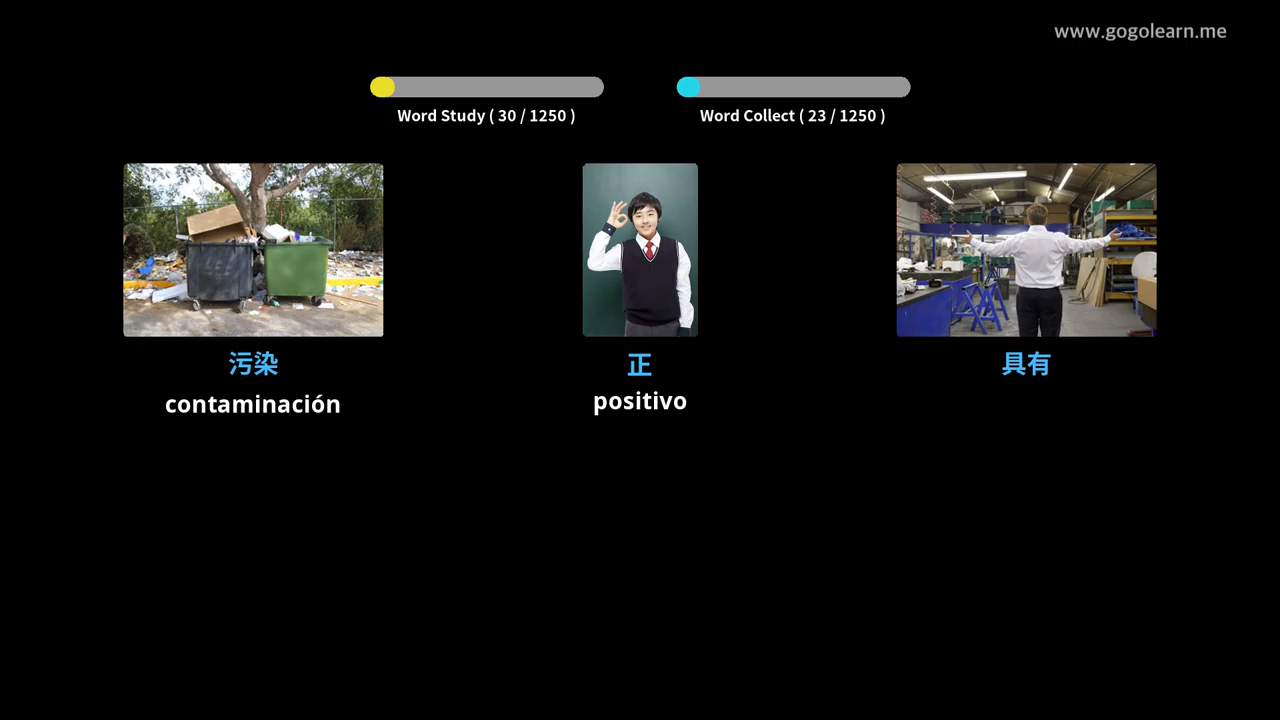 www.gogolearn.me
Word Study ( 30 / 1250 )
Word Collect ( 23 / 1250 )
污染
正
具有
contaminación
positivo